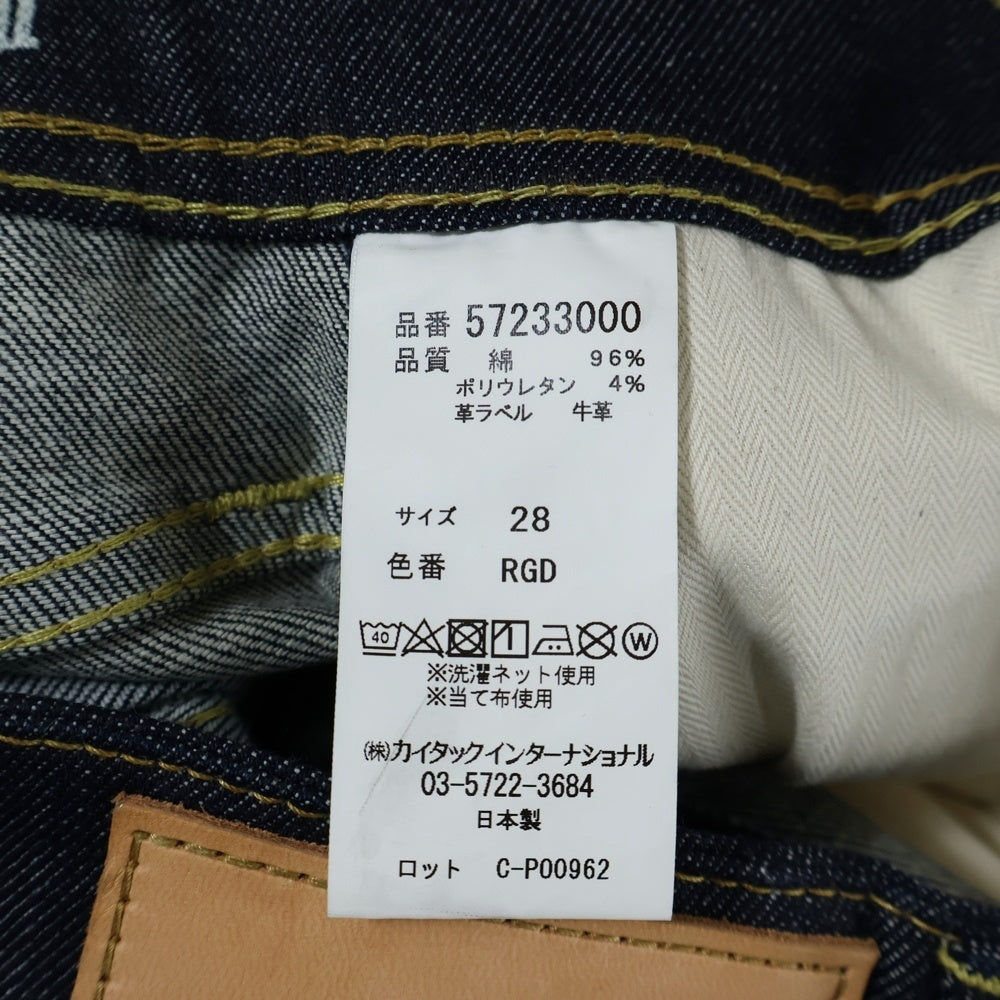 品番 57233000
品質 綿 96%
ポリウレタン 4%
革ラベル 牛革
サイズ 28
色番 RGD
40 W
※洗濯ネット使用
※当て布使用
㈱カイタックインターナショナル
03-5722-3684
日本製
ロット C-P00962